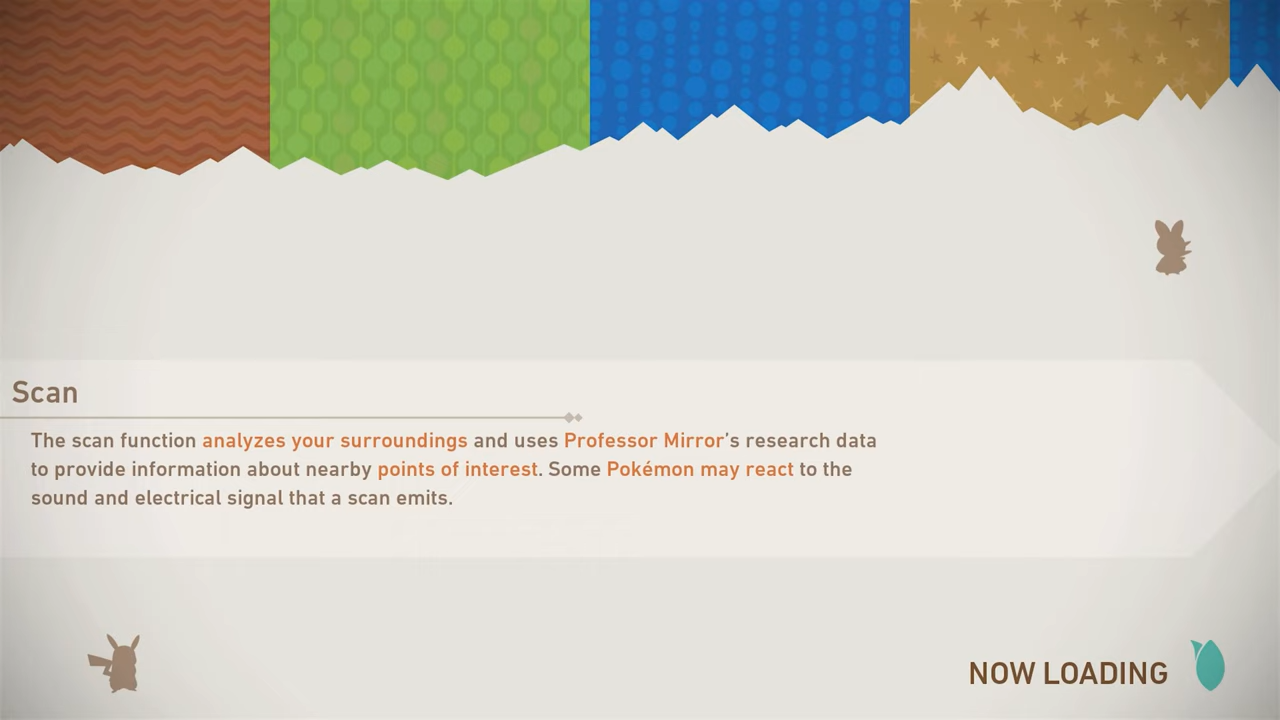 Scan
The scan function analyzes your surroundings and uses Professor Mirror's research data
to provide information about nearby points of interest. Some Pokémon may react to the
sound and electrical signal that a scan emits.
NOW LOADING